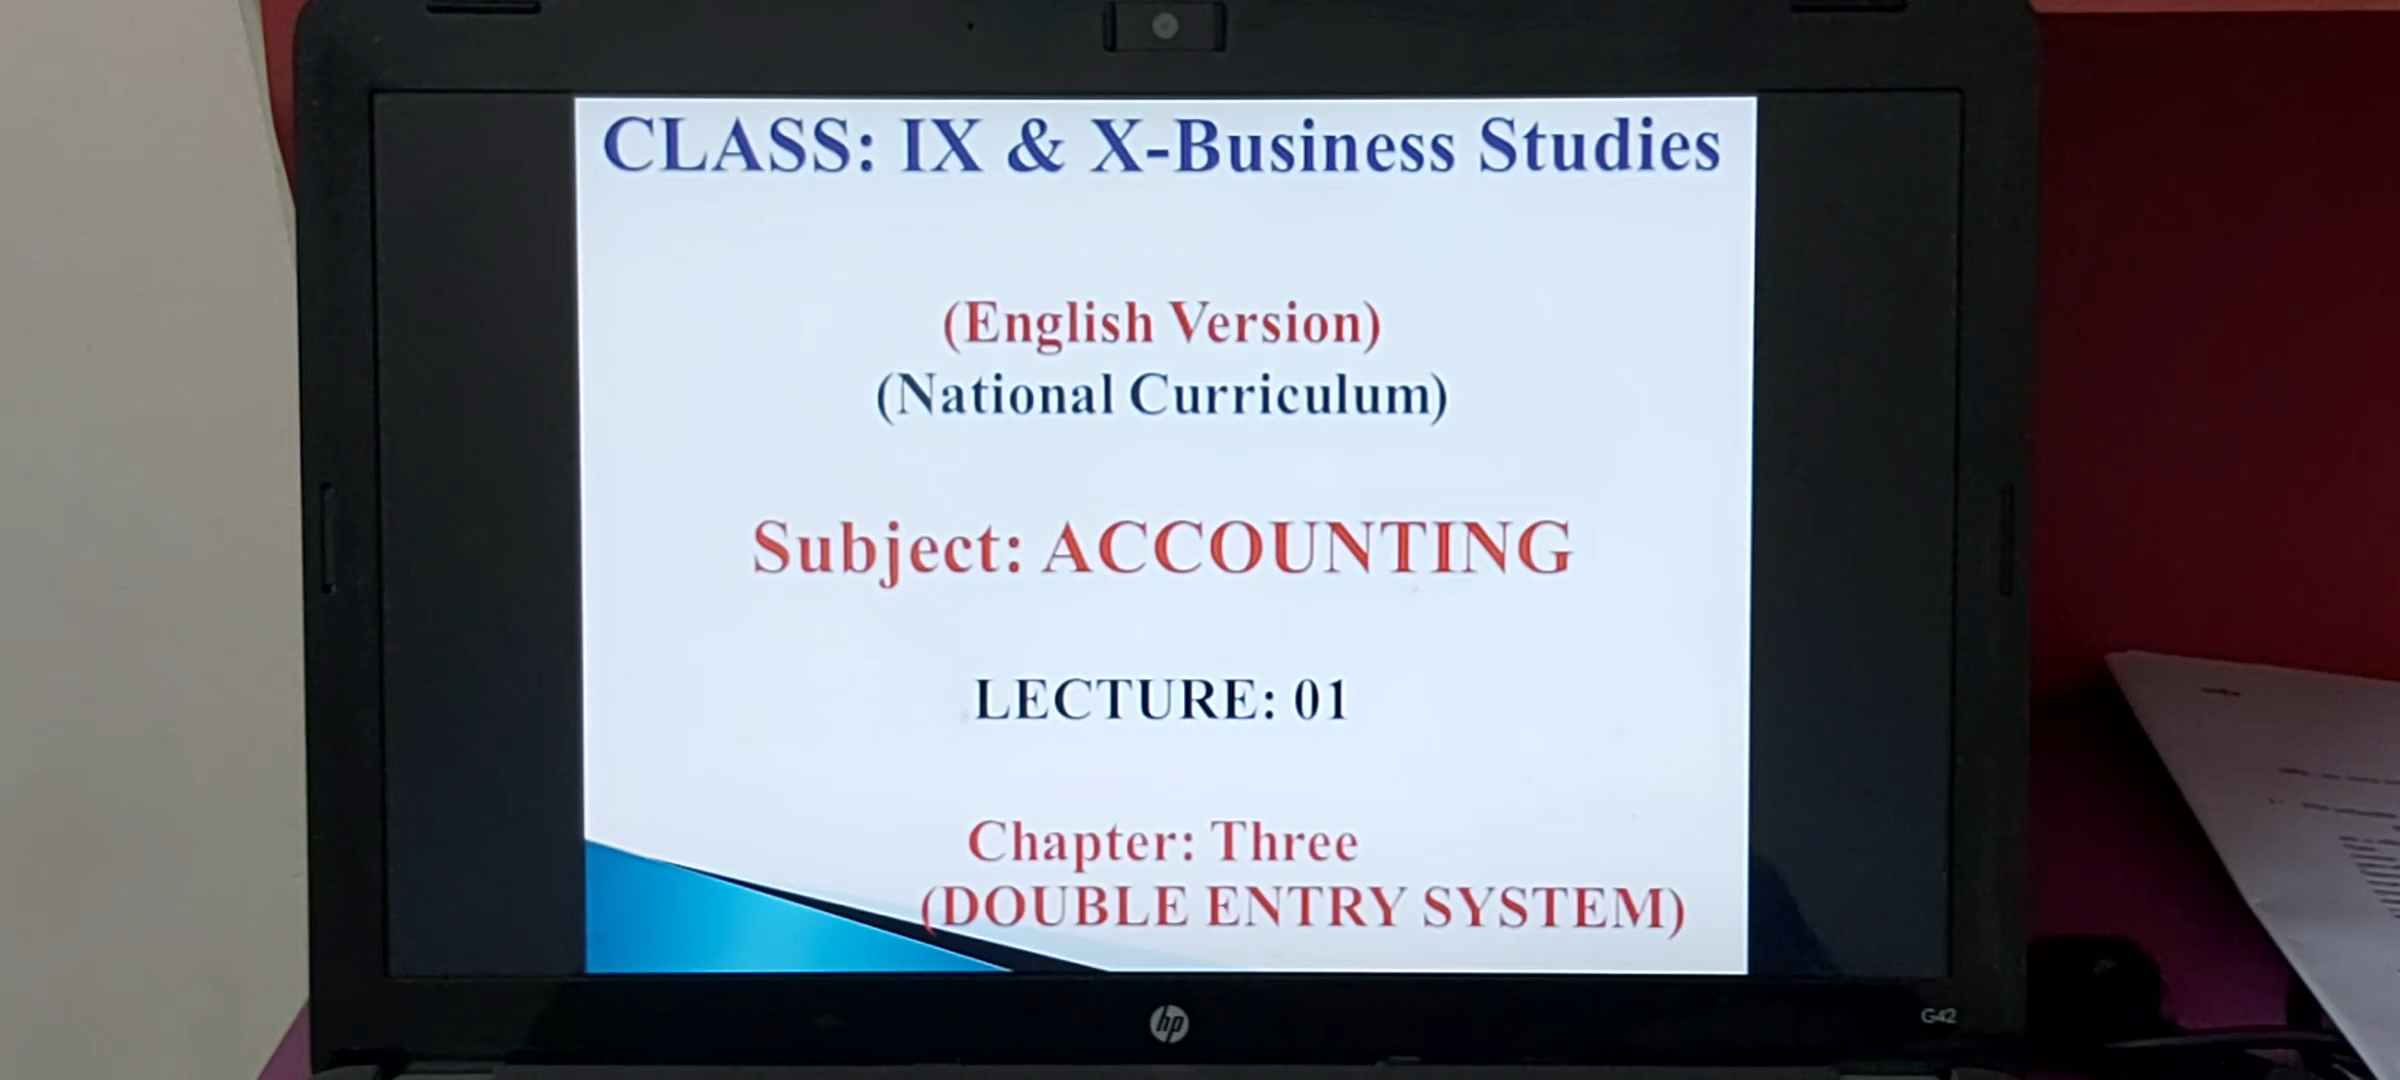 CLASS: IX & X-Business Studies
(English Version)
(National Curriculum)
Subject: ACCOUNTING
LECTURE: 01
Chapter: Three
(DOUBLE ENTRY SYSTEM)
hp
G42